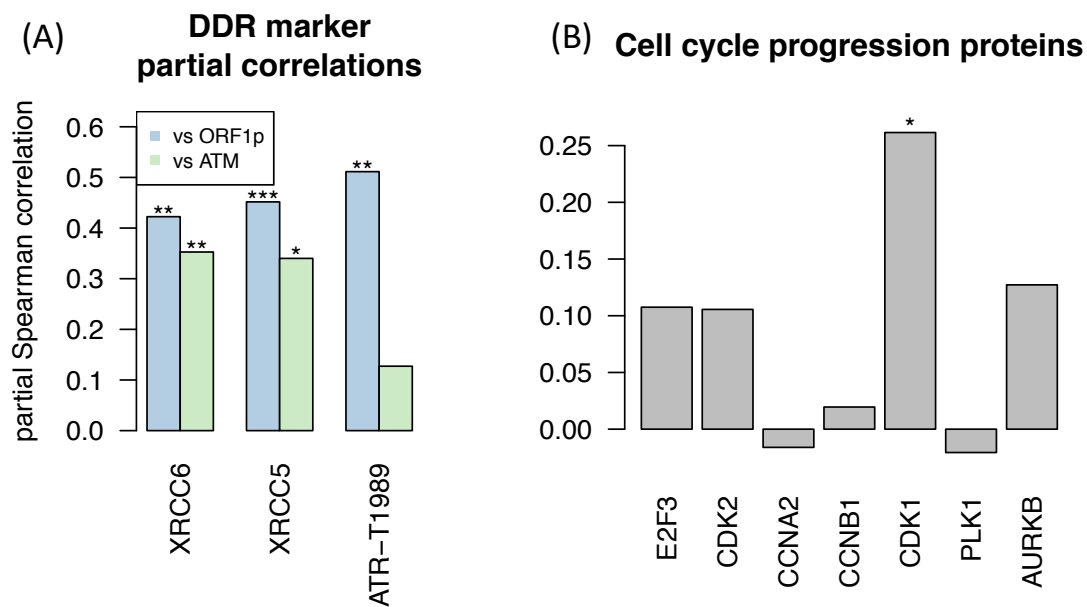 (A)
DDR marker
partial correlations
partial Spearman correlation
0.6
0.5
0.4
0.3
0.2
0.1
0.0
vs ORF1p
vs ATM
**
**
***
*
**
XRCC6
XRCC5
ATR−T1989
(B)
Cell cycle progression proteins
0.25
0.20
0.15
0.10
0.05
0.00
*
E2F3
CDK2
CCNA2
CCNB1
CDK1
PLK1
AURKB